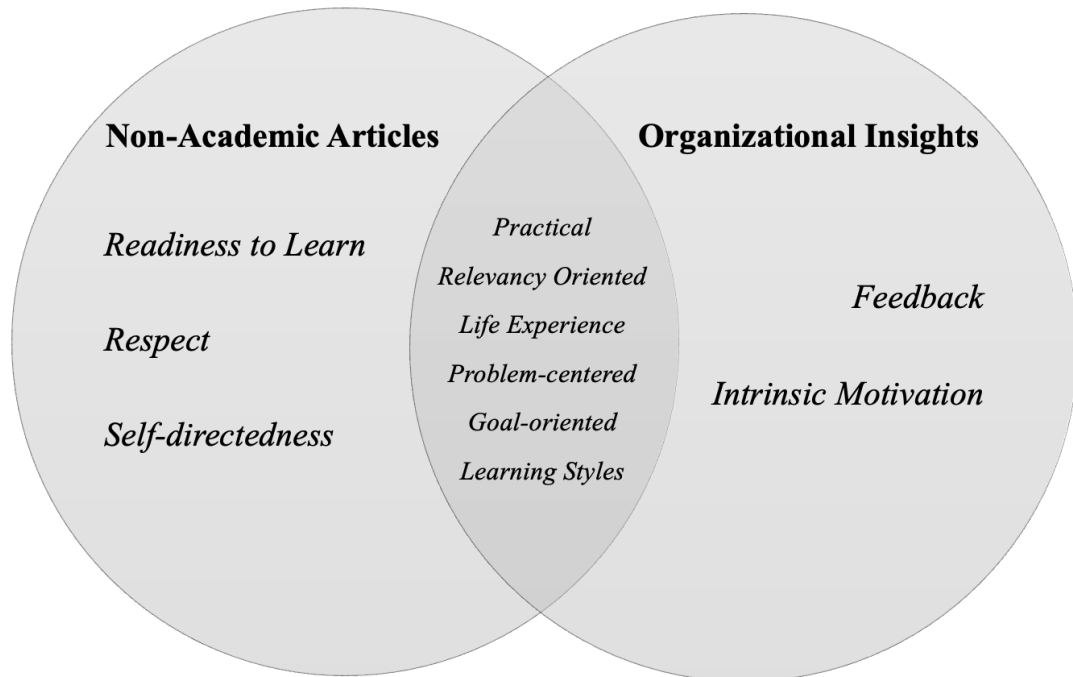 Non-Academic Articles
Readiness to Learn
Respect
Self-directedness
Practical
Relevancy Oriented
Life Experience
Problem-centered
Goal-oriented
Learning Styles
Organizational Insights
Feedback
Intrinsic Motivation